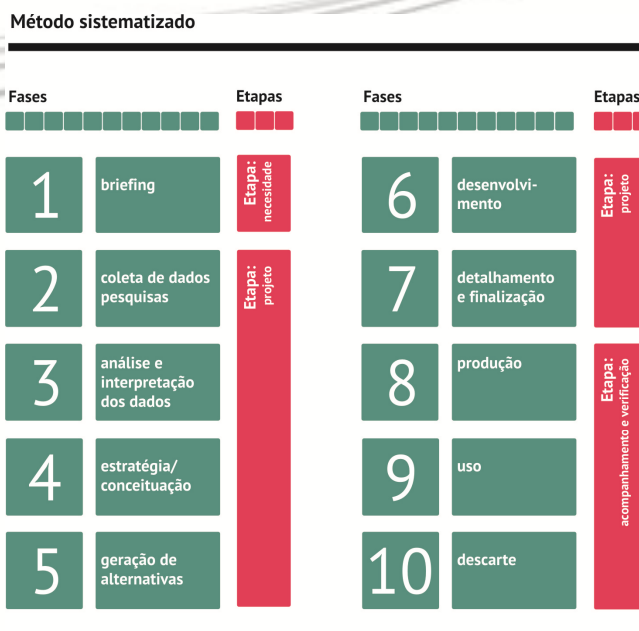 Método sistematizado
Fases
Etapas
1
briefing
Etapa:
necesidade
2
coleta de dados
pesquisas
Etapa:
projeto
3
análise e
interpretação
dos dados
4
estratégia/
conceituação
5
geração de
alternativas
Fases
Etapas
6
desenvolvi-
mento
Etapa:
projeto
7
detalhamento
e finalização
8
produção
Etapa:
acompanhamento e verificação
9
uso
10
descarte